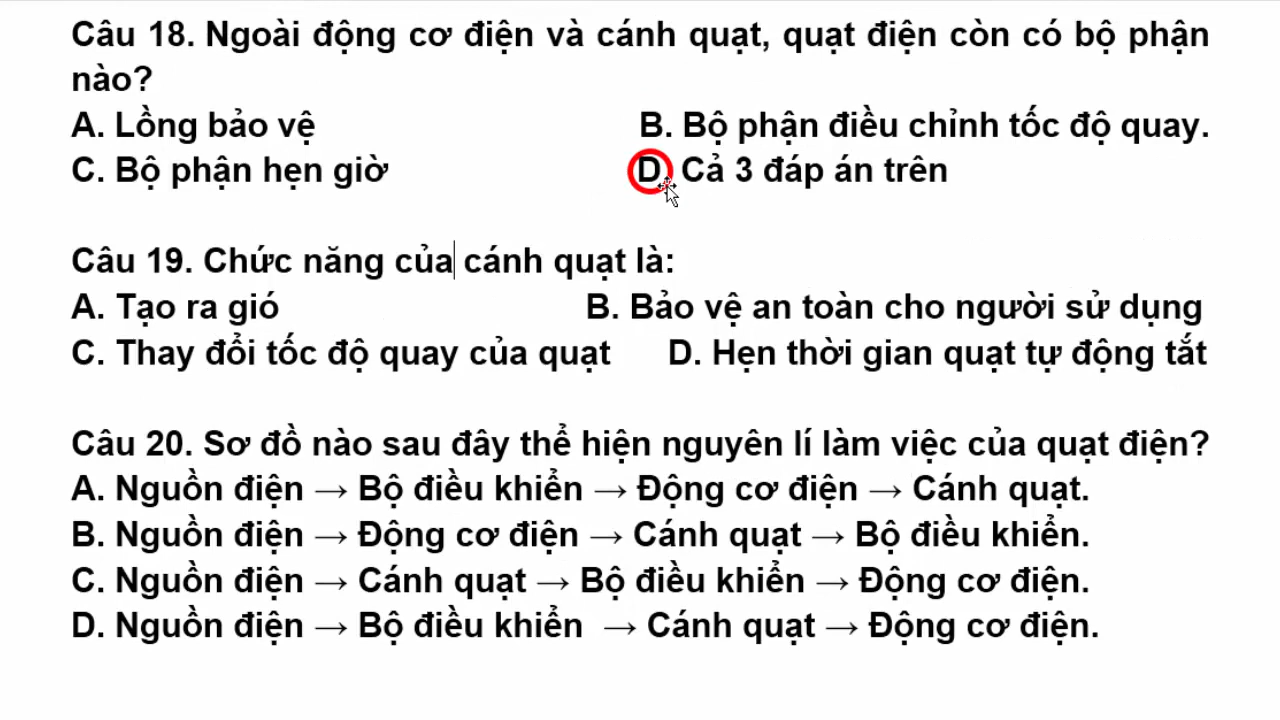 Câu 18. Ngoài động cơ điện và cánh quạt, quạt điện còn có bộ phận
nào?
A. Lồng bảo vệ B. Bộ phận điều chỉnh tốc độ quay.
C. Bộ phận hẹn giờ D. Cả 3 đáp án trên
Câu 19. Chức năng của cánh quạt là:
A. Tạo ra gió B. Bảo vệ an toàn cho người sử dụng
C. Thay đổi tốc độ quay của quạt D. Hẹn thời gian quạt tự động tắt
Câu 20. Sơ đồ nào sau đây thể hiện nguyên lí làm việc của quạt điện?
A. Nguồn điện → Bộ điều khiển → Động cơ điện → Cánh quạt.
B. Nguồn điện → Động cơ điện → Cánh quạt → Bộ điều khiển.
C. Nguồn điện → Cánh quạt → Bộ điều khiển → Động cơ điện.
D. Nguồn điện → Bộ điều khiển → Cánh quạt → Động cơ điện.